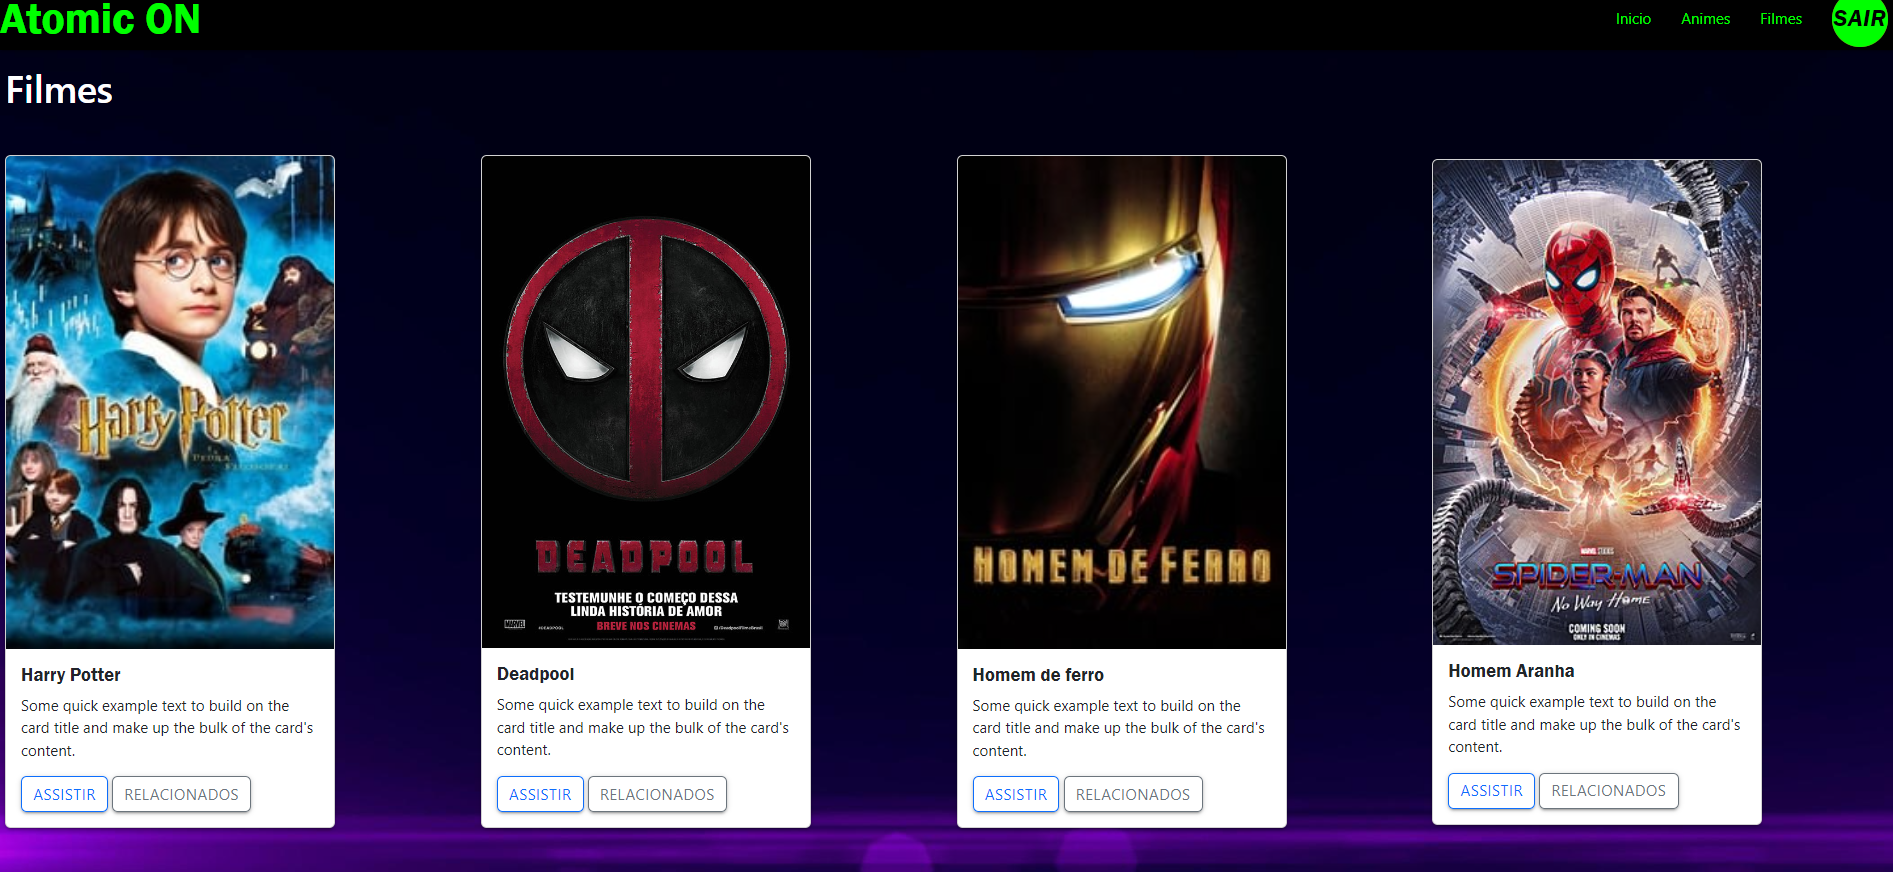 Atomic ON
Inicio
Animes
Filmes
SAIR
Filmes
Harry Potter
PEDRA
FILOSOFAL
Harry Potter
Some quick example text to build on the
card title and make up the bulk of the card's
content.
ASSISTIR
RELACIONADOS
DEADPOOL
TESTEMUNHE O COMEÇO DESSA
LINDA HISTÓRIA DE AMOR
BREVE NOS CINEMAS
MARVEL
#DEADPOOL
/DeadpoolFilmeBrasil
Deadpool
Some quick example text to build on the
card title and make up the bulk of the card's
content.
ASSISTIR
RELACIONADOS
HOMEM DE FERRO
Homem de ferro
Some quick example text to build on the
card title and make up the bulk of the card's
content.
ASSISTIR
RELACIONADOS
MARVEL STUDIOS
SPIDER-MAN
No Way Home
COMING SOON
ONLY IN CINEMAS
Homem Aranha
Some quick example text to build on the
card title and make up the bulk of the card's
content.
ASSISTIR
RELACIONADOS